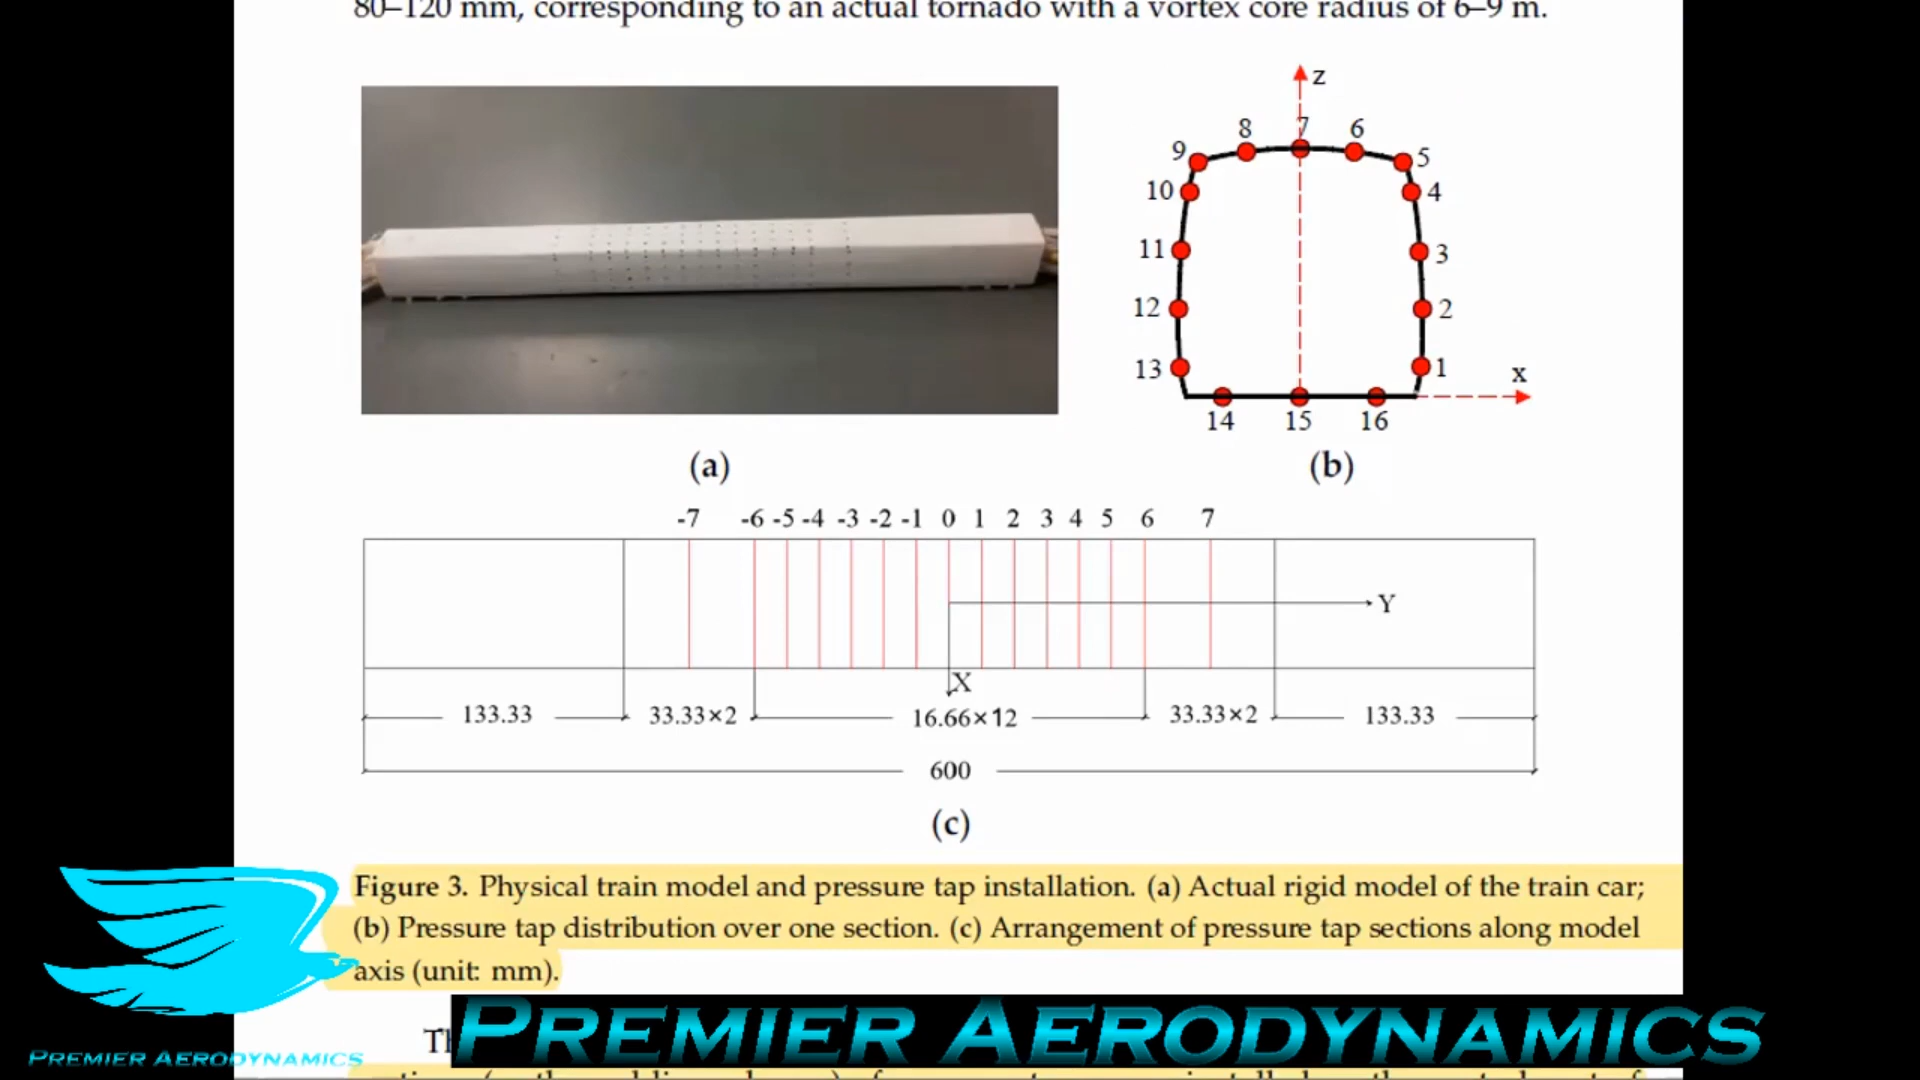 80–120 mm, corresponding to an actual tornado with a vortex core radius of 6–9 m.
z
8 7 6
9 5
10 4
11 3
12 2
13 1
x
14 15 16
(a) (b)
-7 -6 -5 -4 -3 -2 -1 0 1 2 3 4 5 6 7
Y
X
133.33 33.33×2 16.66×12 33.33×2 133.33
600
(c)
Figure 3. Physical train model and pressure tap installation. (a) Actual rigid model of the train car;
(b) Pressure tap distribution over one section. (c) Arrangement of pressure tap sections along model
axis (unit: mm).
PREMIER AERODYNAMICS
PREMIER AERODYNAMICS